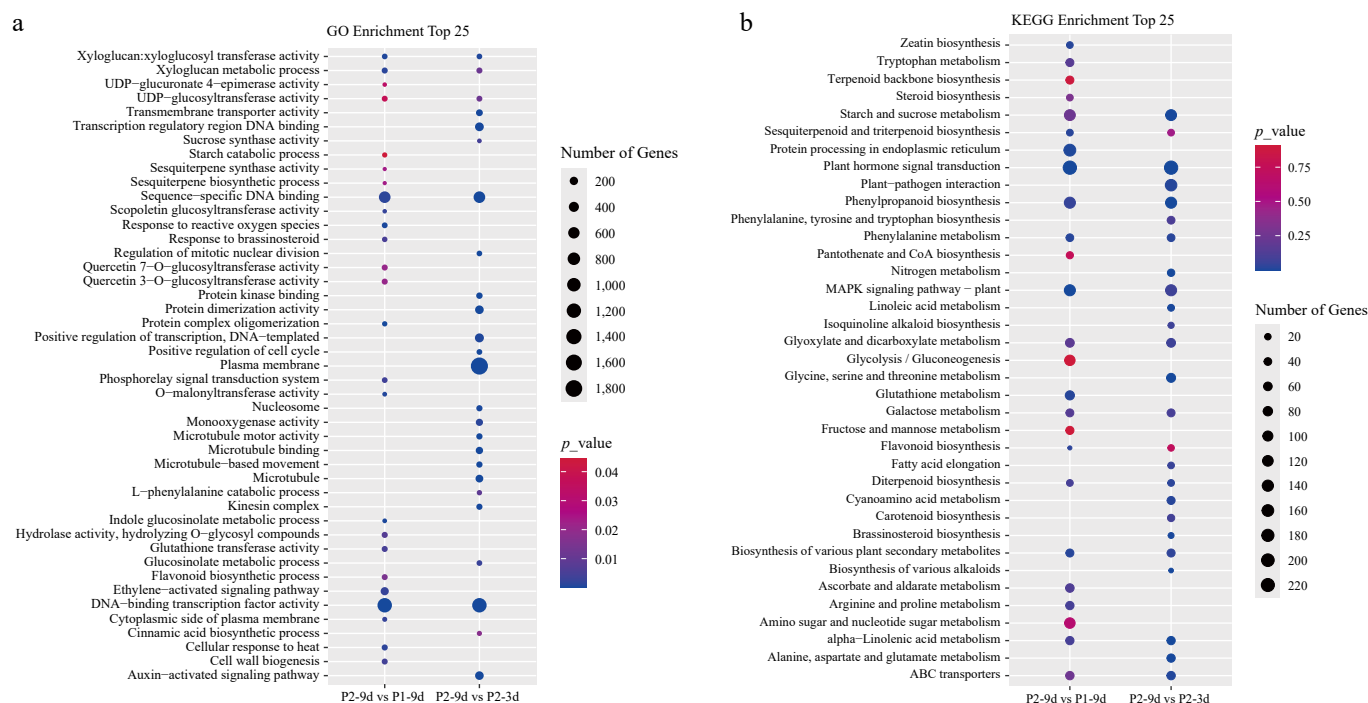 a
GO Enrichment Top 25
Xyloglucan:xyloglucosyl transferase activity
Xyloglucan metabolic process
UDP−glucuronate 4−epimerase activity
UDP−glucosyltransferase activity
Transmembrane transporter activity
Transcription regulatory region DNA binding
Sucrose synthase activity
Starch catabolic process
Sesquiterpene synthase activity
Sesquiterpene biosynthetic process
Sequence−specific DNA binding
Scopoletin glucosyltransferase activity
Response to reactive oxygen species
Response to brassinosteroid
Regulation of mitotic nuclear division
Quercetin 7−O−glucosyltransferase activity
Quercetin 3−O−glucosyltransferase activity
Protein kinase binding
Protein dimerization activity
Protein complex oligomerization
Positive regulation of transcription, DNA−templated
Positive regulation of cell cycle
Plasma membrane
Phosphorelay signal transduction system
O−malonyltransferase activity
Nucleosome
Monooxygenase activity
Microtubule motor activity
Microtubule binding
Microtubule−based movement
Microtubule
L−phenylalanine catabolic process
Kinesin complex
Indole glucosinolate metabolic process
Hydrolase activity, hydrolyzing O−glycosyl compounds
Glutathione transferase activity
Glucosinolate metabolic process
Flavonoid biosynthetic process
Ethylene−activated signaling pathway
DNA−binding transcription factor activity
Cytoplasmic side of plasma membrane
Cinnamic acid biosynthetic process
Cellular response to heat
Cell wall biogenesis
Auxin−activated signaling pathway
P2-9d vs P1-9d P2-9d vs P2-3d
Number of Genes
200
400
600
800
1,000
1,200
1,400
1,600
1,800
p_value
0.04
0.03
0.02
0.01
b
KEGG Enrichment Top 25
Zeatin biosynthesis
Tryptophan metabolism
Terpenoid backbone biosynthesis
Steroid biosynthesis
Starch and sucrose metabolism
Sesquiterpenoid and triterpenoid biosynthesis
Protein processing in endoplasmic reticulum
Plant hormone signal transduction
Plant−pathogen interaction
Phenylpropanoid biosynthesis
Phenylalanine, tyrosine and tryptophan biosynthesis
Phenylalanine metabolism
Pantothenate and CoA biosynthesis
Nitrogen metabolism
MAPK signaling pathway − plant
Linoleic acid metabolism
Isoquinoline alkaloid biosynthesis
Glyoxylate and dicarboxylate metabolism
Glycolysis / Gluconeogenesis
Glycine, serine and threonine metabolism
Glutathione metabolism
Galactose metabolism
Fructose and mannose metabolism
Flavonoid biosynthesis
Fatty acid elongation
Diterpenoid biosynthesis
Cyanoamino acid metabolism
Carotenoid biosynthesis
Brassinosteroid biosynthesis
Biosynthesis of various plant secondary metabolites
Biosynthesis of various alkaloids
Ascorbate and aldarate metabolism
Arginine and proline metabolism
Amino sugar and nucleotide sugar metabolism
alpha−Linolenic acid metabolism
Alanine, aspartate and glutamate metabolism
ABC transporters
P2-9d vs P1-9d P2-9d vs P2-3d
p_value
0.75
0.50
0.25
Number of Genes
20
40
60
80
100
120
140
160
180
200
220